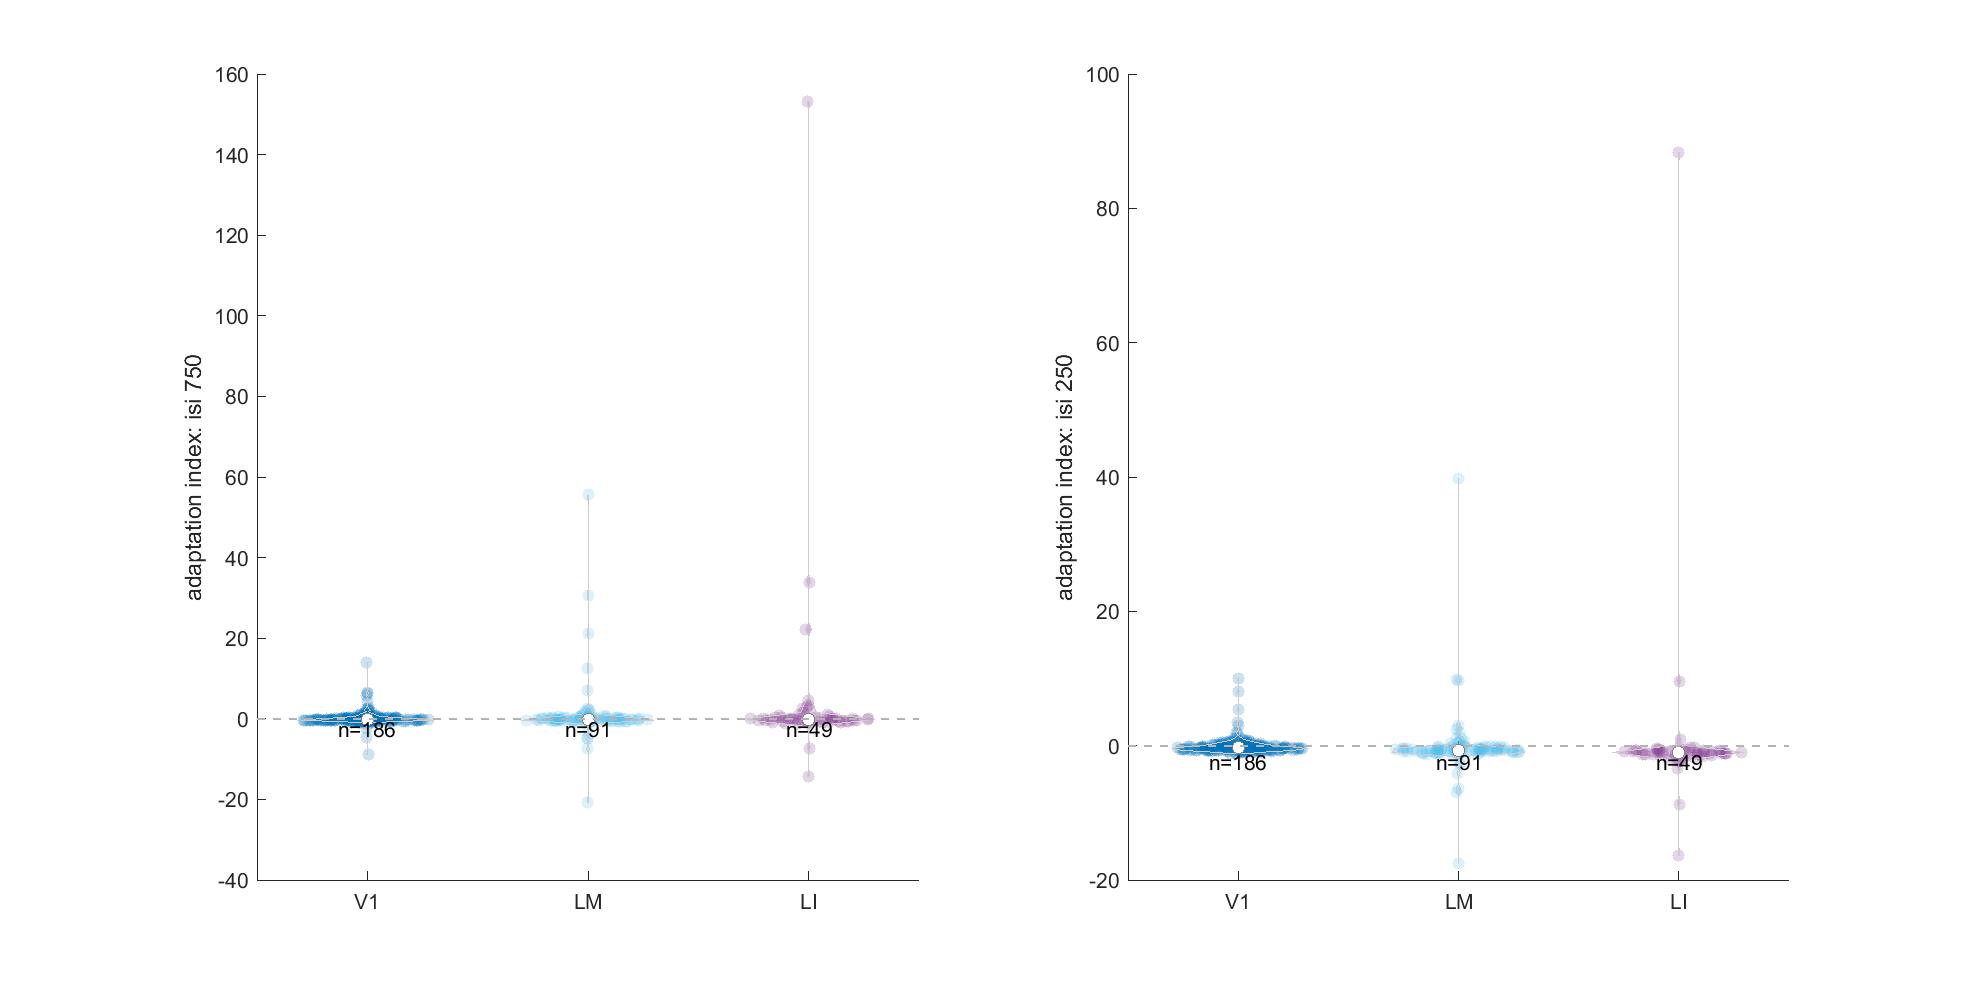 adaptation index: isi 750
160
140
120
100
80
60
40
20
0
-20
-40
n=186
n=91
n=49
V1
LM
LI
adaptation index: isi 250
100
80
60
40
20
0
-20
n=186
n=91
n=49
V1
LM
LI